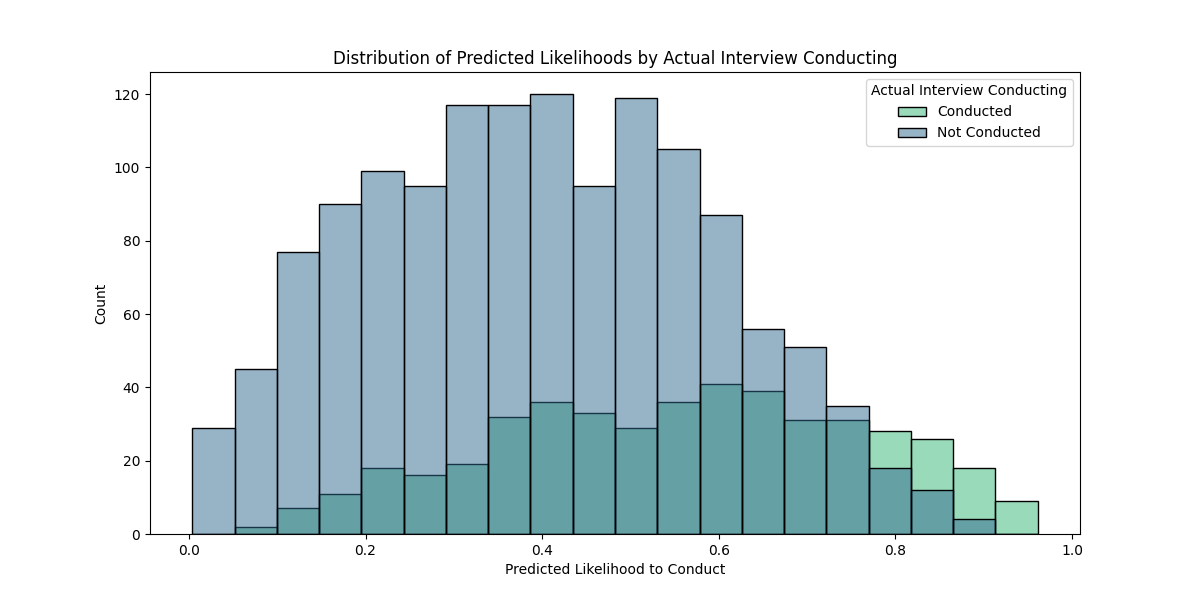 Distribution of Predicted Likelihoods by Actual Interview Conducting
Actual Interview Conducting
Conducted
Not Conducted
Count
120
100
80
60
40
20
0
0.0 0.2 0.4 0.6 0.8 1.0
Predicted Likelihood to Conduct